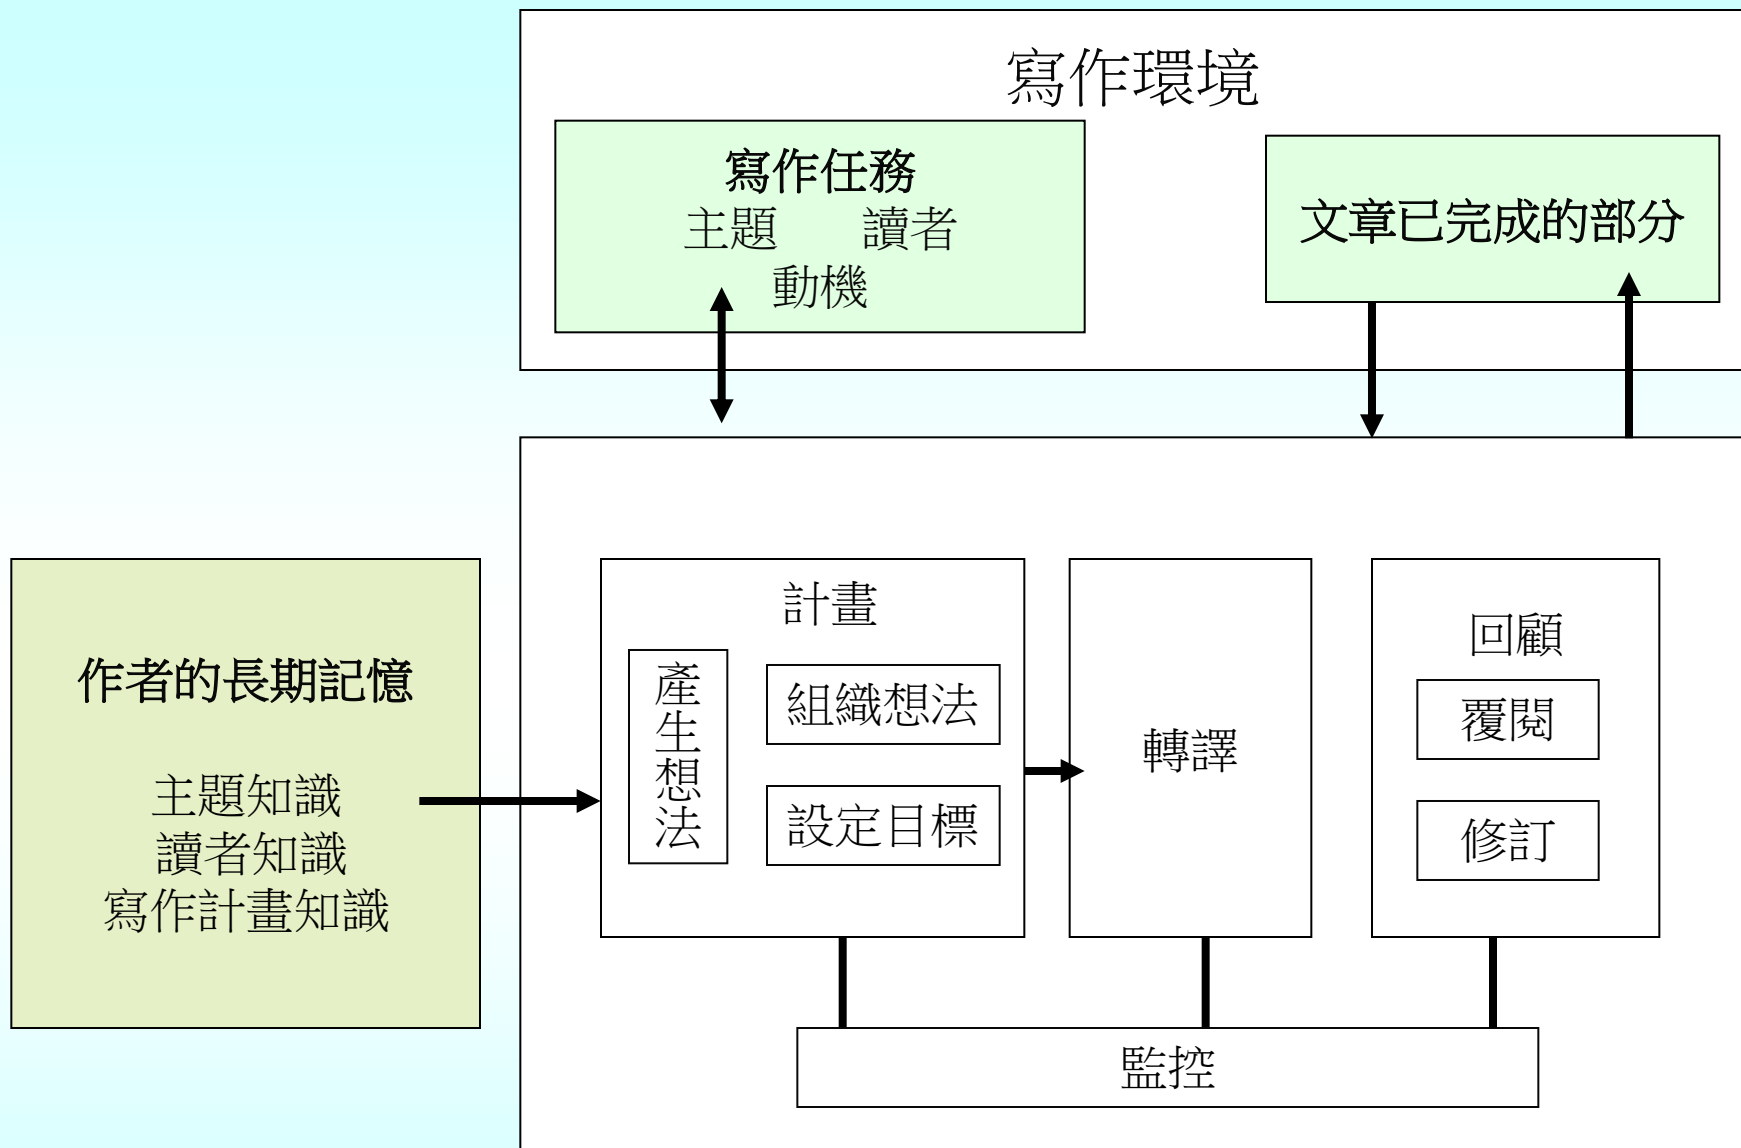 寫作環境
寫作任務
主題 讀者
動機
文章已完成的部分
作者的長期記憶
主題知識
讀者知識
寫作計畫知識
計畫
產生想法
組織想法
設定目標
轉譯
回顧
覆閱
修訂
監控